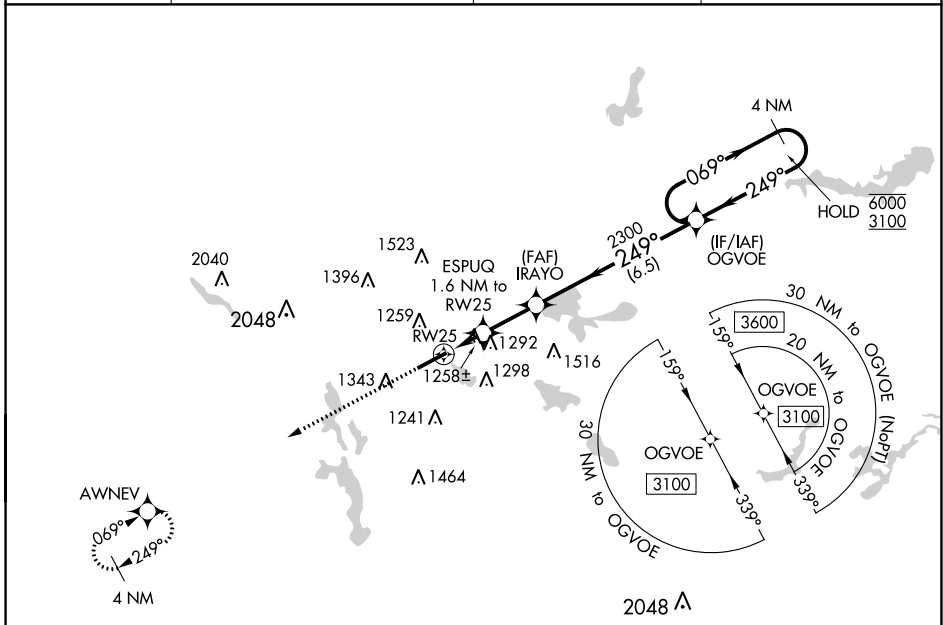 4 NM
069°
249°
HOLD
6000
3100
2300
249°
(6.5)
(IF/IAF)
OGVOE
(FAF)
IRAYO
ESPUQ
1.6 NM to
RW25
1523
2040
1396
2048
1259
RW25
1292
1516
1258±
1298
1343
1241
1464
AWNEV
069°
249°
4 NM
159°
OGVOE
3100
339°
30 NM to OGVOE
30 NM to OGVOE (NoPT)
159°
3600
20 NM to OGVOE
OGVOE
3100
339°
2048